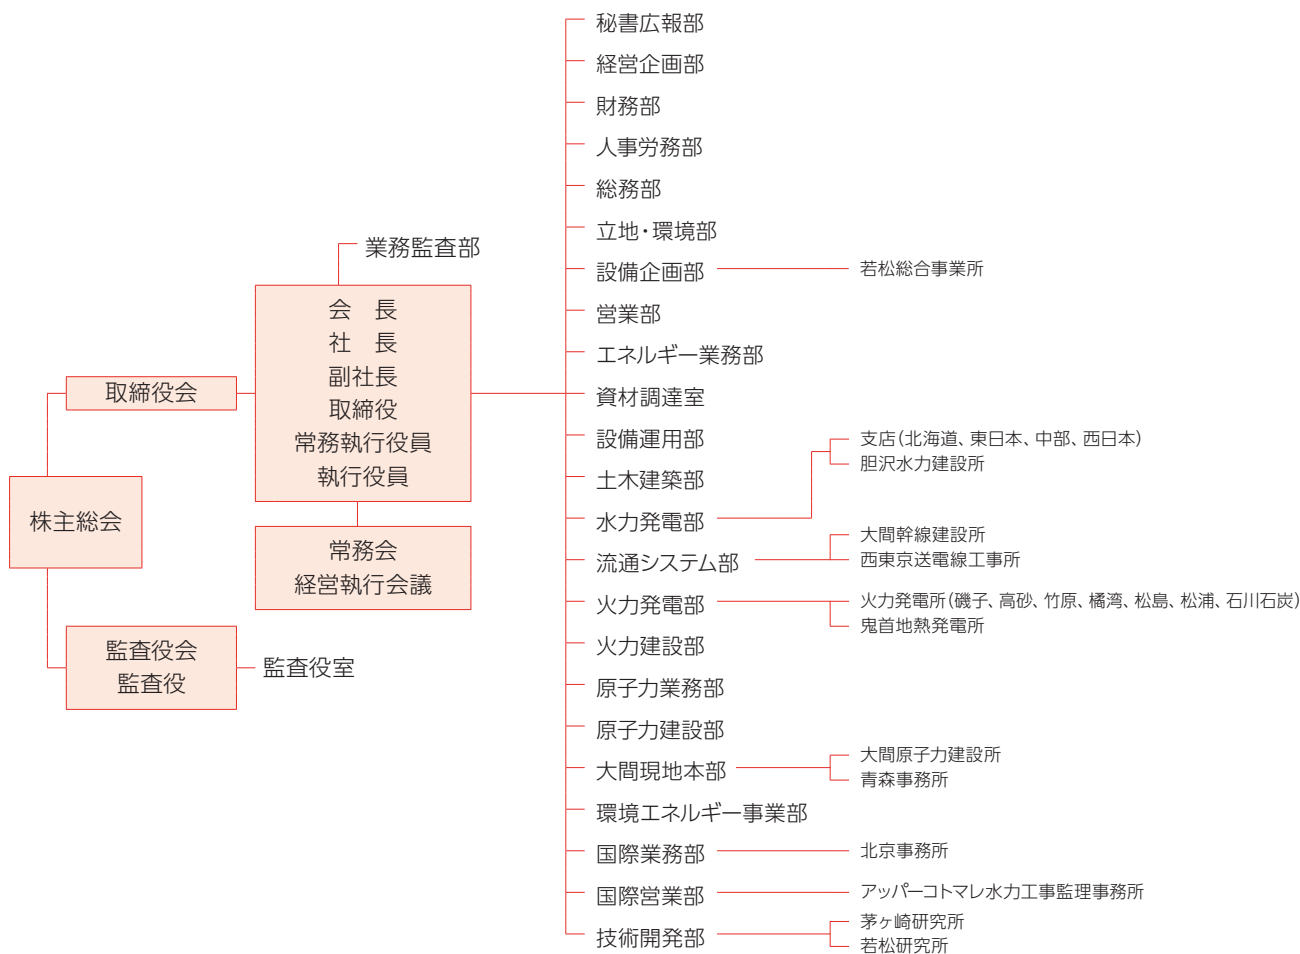 株主総会
取締役会
監査役会
監査役
監査役室
業務監査部
会　長
社　長
副社長
取締役
常務執行役員
執行役員
常務会
経営執行会議
秘書広報部
経営企画部
財務部
人事労務部
総務部
立地・環境部
設備企画部
若松総合事業所
営業部
エネルギー業務部
資材調達室
設備運用部
土木建築部
水力発電部
支店(北海道、東日本、中部、西日本)
胆沢水力建設所
流通システム部
大間幹線建設所
西東京送電線工事所
火力発電部
火力発電所(磯子、高砂、竹原、橘湾、松島、松浦、石川石炭)
鬼首地熱発電所
火力建設部
原子力業務部
原子力建設部
大間現地本部
大間原子力建設所
青森事務所
環境エネルギー事業部
国際業務部
北京事務所
国際営業部
アッパーコトマレ水力工事監理事務所
技術開発部
茅ヶ崎研究所
若松研究所